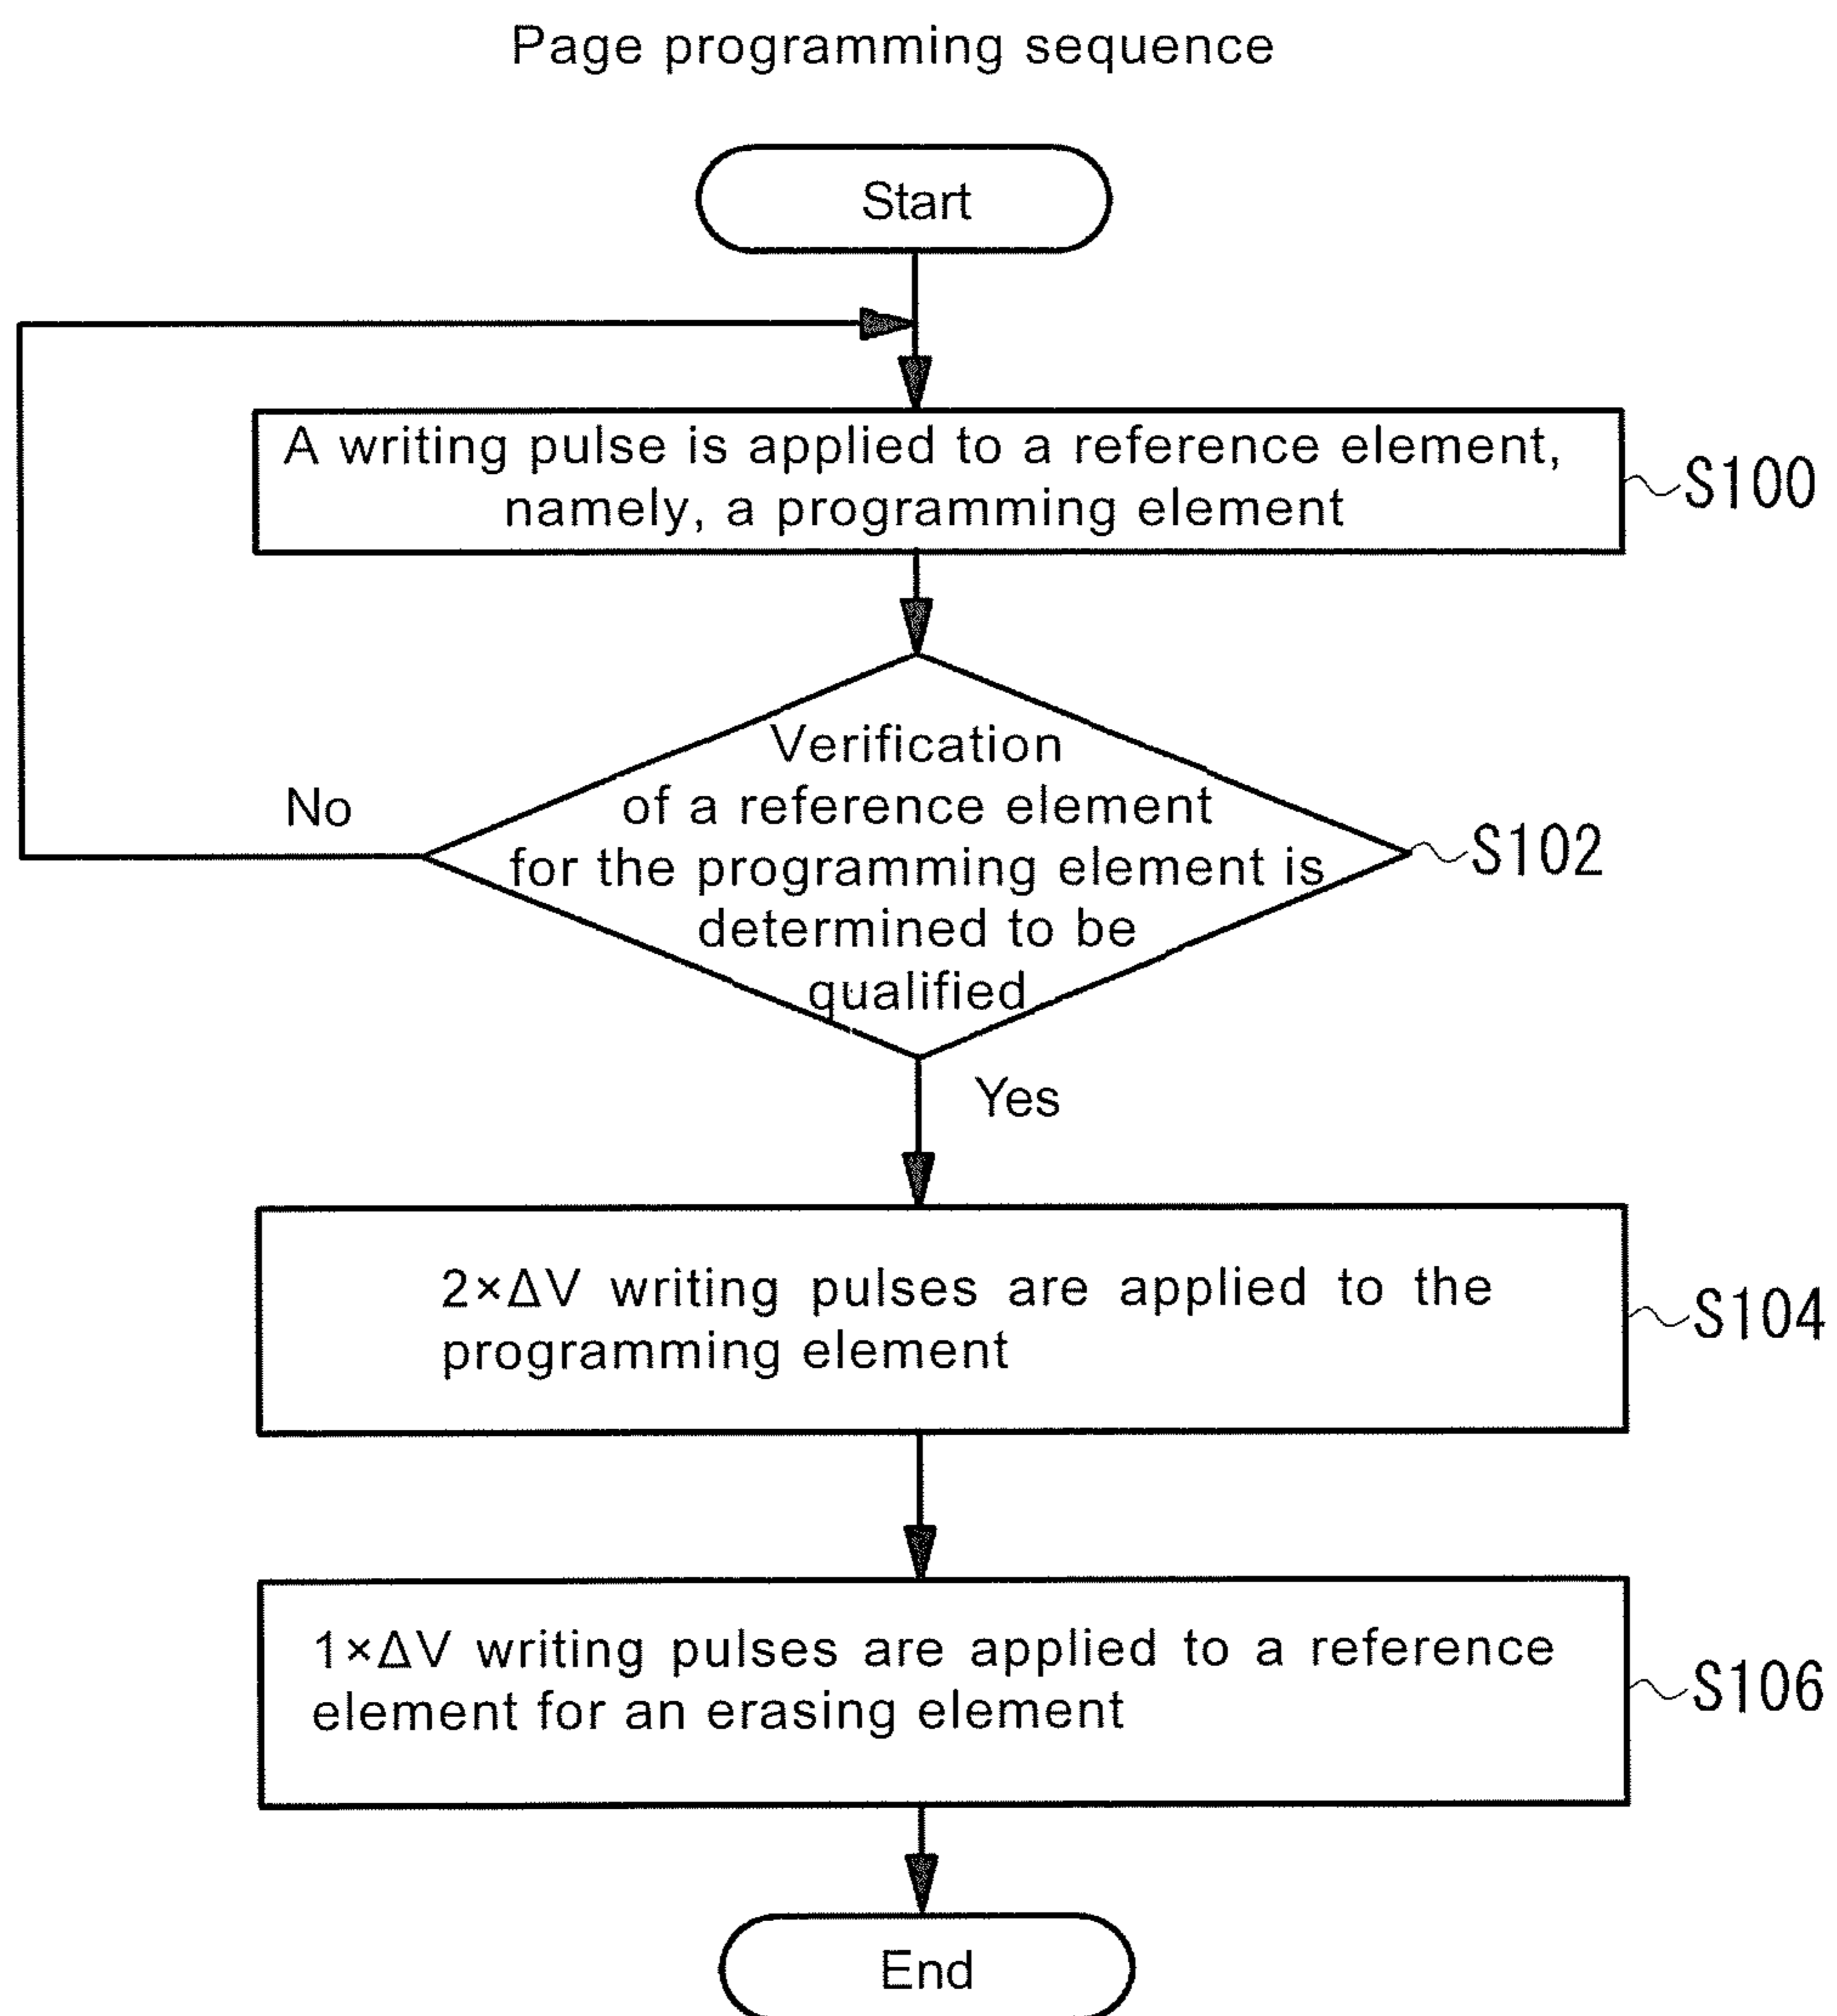 Page programming sequence
Start
A writing pulse is applied to a reference element,
namely, a programming element
S100
Verification
of a reference element
for the programming element is
determined to be
qualified
S102
No
Yes
2×ΔV writing pulses are applied to the
programming element
S104
1×ΔV writing pulses are applied to a reference
element for an erasing element
S106
End